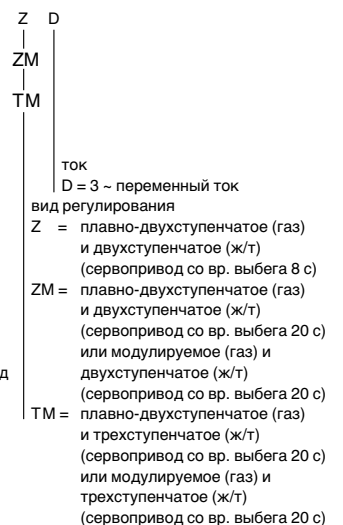 Z D
ZM
TM
ток
D = 3 ~ переменный ток
вид регулирования
Z = плавно-двухступенчатое (газ)
и двухступенчатое (ж/т)
(сервопривод со вр. выбега 8 с)
ZM = плавно-двухступенчатое (газ)
и двухступенчатое (ж/т)
(сервопривод со вр. выбега 20 с)
или модулируемое (газ) и
двухступенчатое (ж/т)
(сервопривод со вр. выбега 20 с)
TM = плавно-двухступенчатое (газ)
и трехступенчатое (ж/т)
(сервопривод со вр. выбега 20 с)
или модулируемое (газ) и
трехступенчатое (ж/т)
(сервопривод со вр. выбега 20 с)